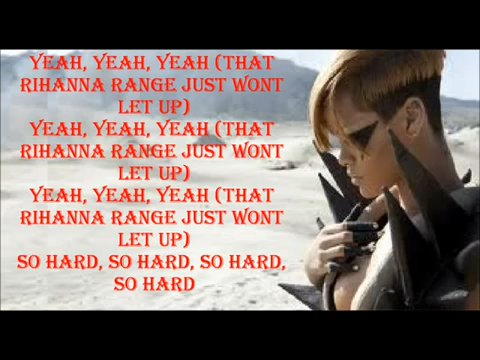 YEAH, YEAH, YEAH (THAT
RIHANNA RANGE JUST WONT
LET UP)
YEAH, YEAH, YEAH (THAT
RIHANNA RANGE JUST WONT
LET UP)
YEAH, YEAH, YEAH (THAT
RIHANNA RANGE JUST WONT
LET UP)
SO HARD, SO HARD, SO HARD,
SO HARD